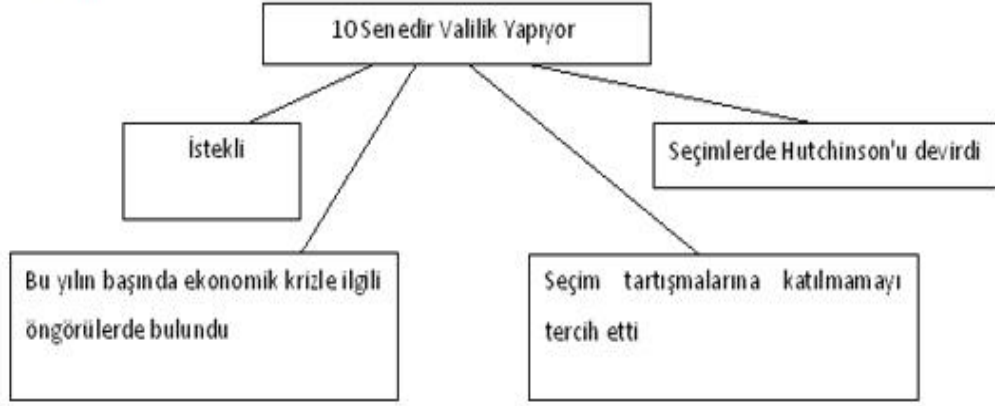 10 Senedir Valilik Yapıyor
İstekli
Seçimlerde Hutchinson'u devirdi
Bu yılın başında ekonomik krizle ilgili
öngörülerde bulundu
Seçim tartışmalarına katılmamayı
tercih etti